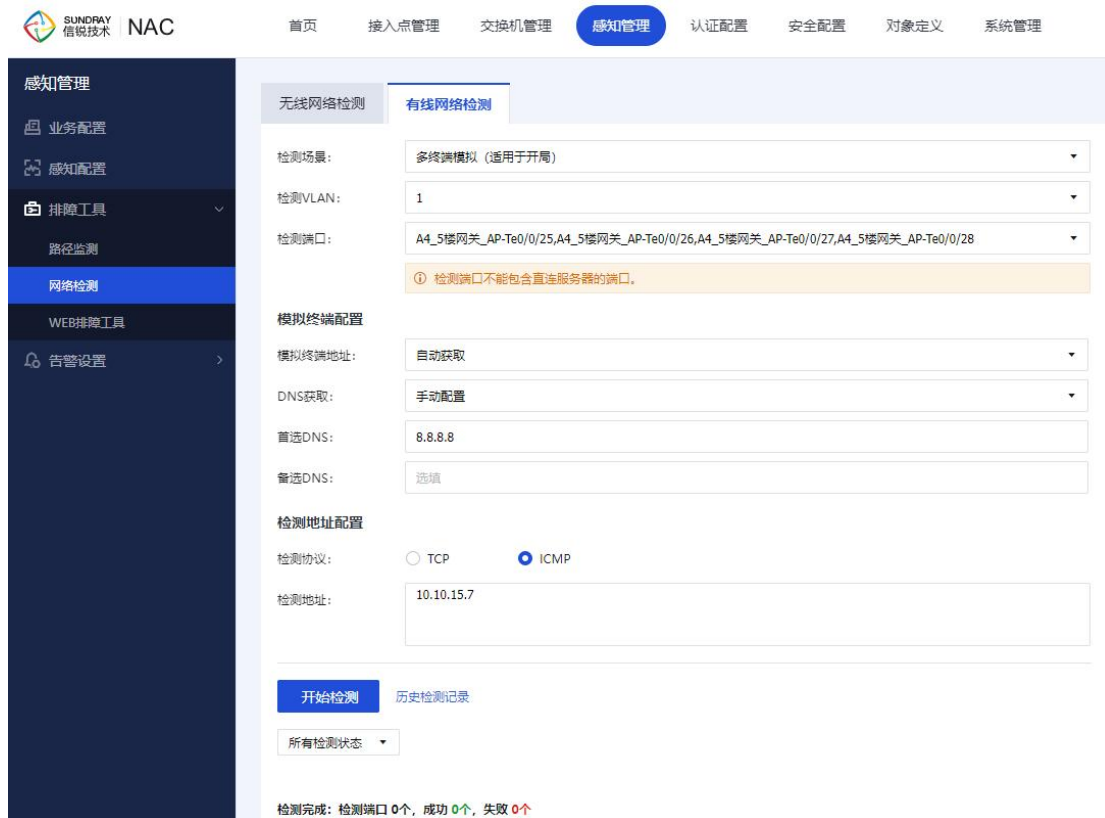 SUNDRAY
信锐技术
NAC
首页 接入点管理 交换机管理 感知管理 认证配置 安全配置 对象定义 系统管理
感知管理
业务配置
感知配置
排障工具
路径监测
网络检测
WEB排障工具
告警设置
无线网络检测 有线网络检测
检测场景: 多终端模拟（适用于开局）
检测VLAN: 1
检测端口: A4_5楼网关_AP-Te0/0/25,A4_5楼网关_AP-Te0/0/26,A4_5楼网关_AP-Te0/0/27,A4_5楼网关_AP-Te0/0/28
检测端口不能包含直连服务器的端口。
模拟终端配置
模拟终端地址: 自动获取
DNS获取: 手动配置
首选DNS: 8.8.8.8
备选DNS: 选填
检测地址配置
检测协议: TCP ICMP
检测地址: 10.10.15.7
开始检测 历史检测记录
所有检测状态
检测完成: 检测端口 0个，成功 0个，失败 0个